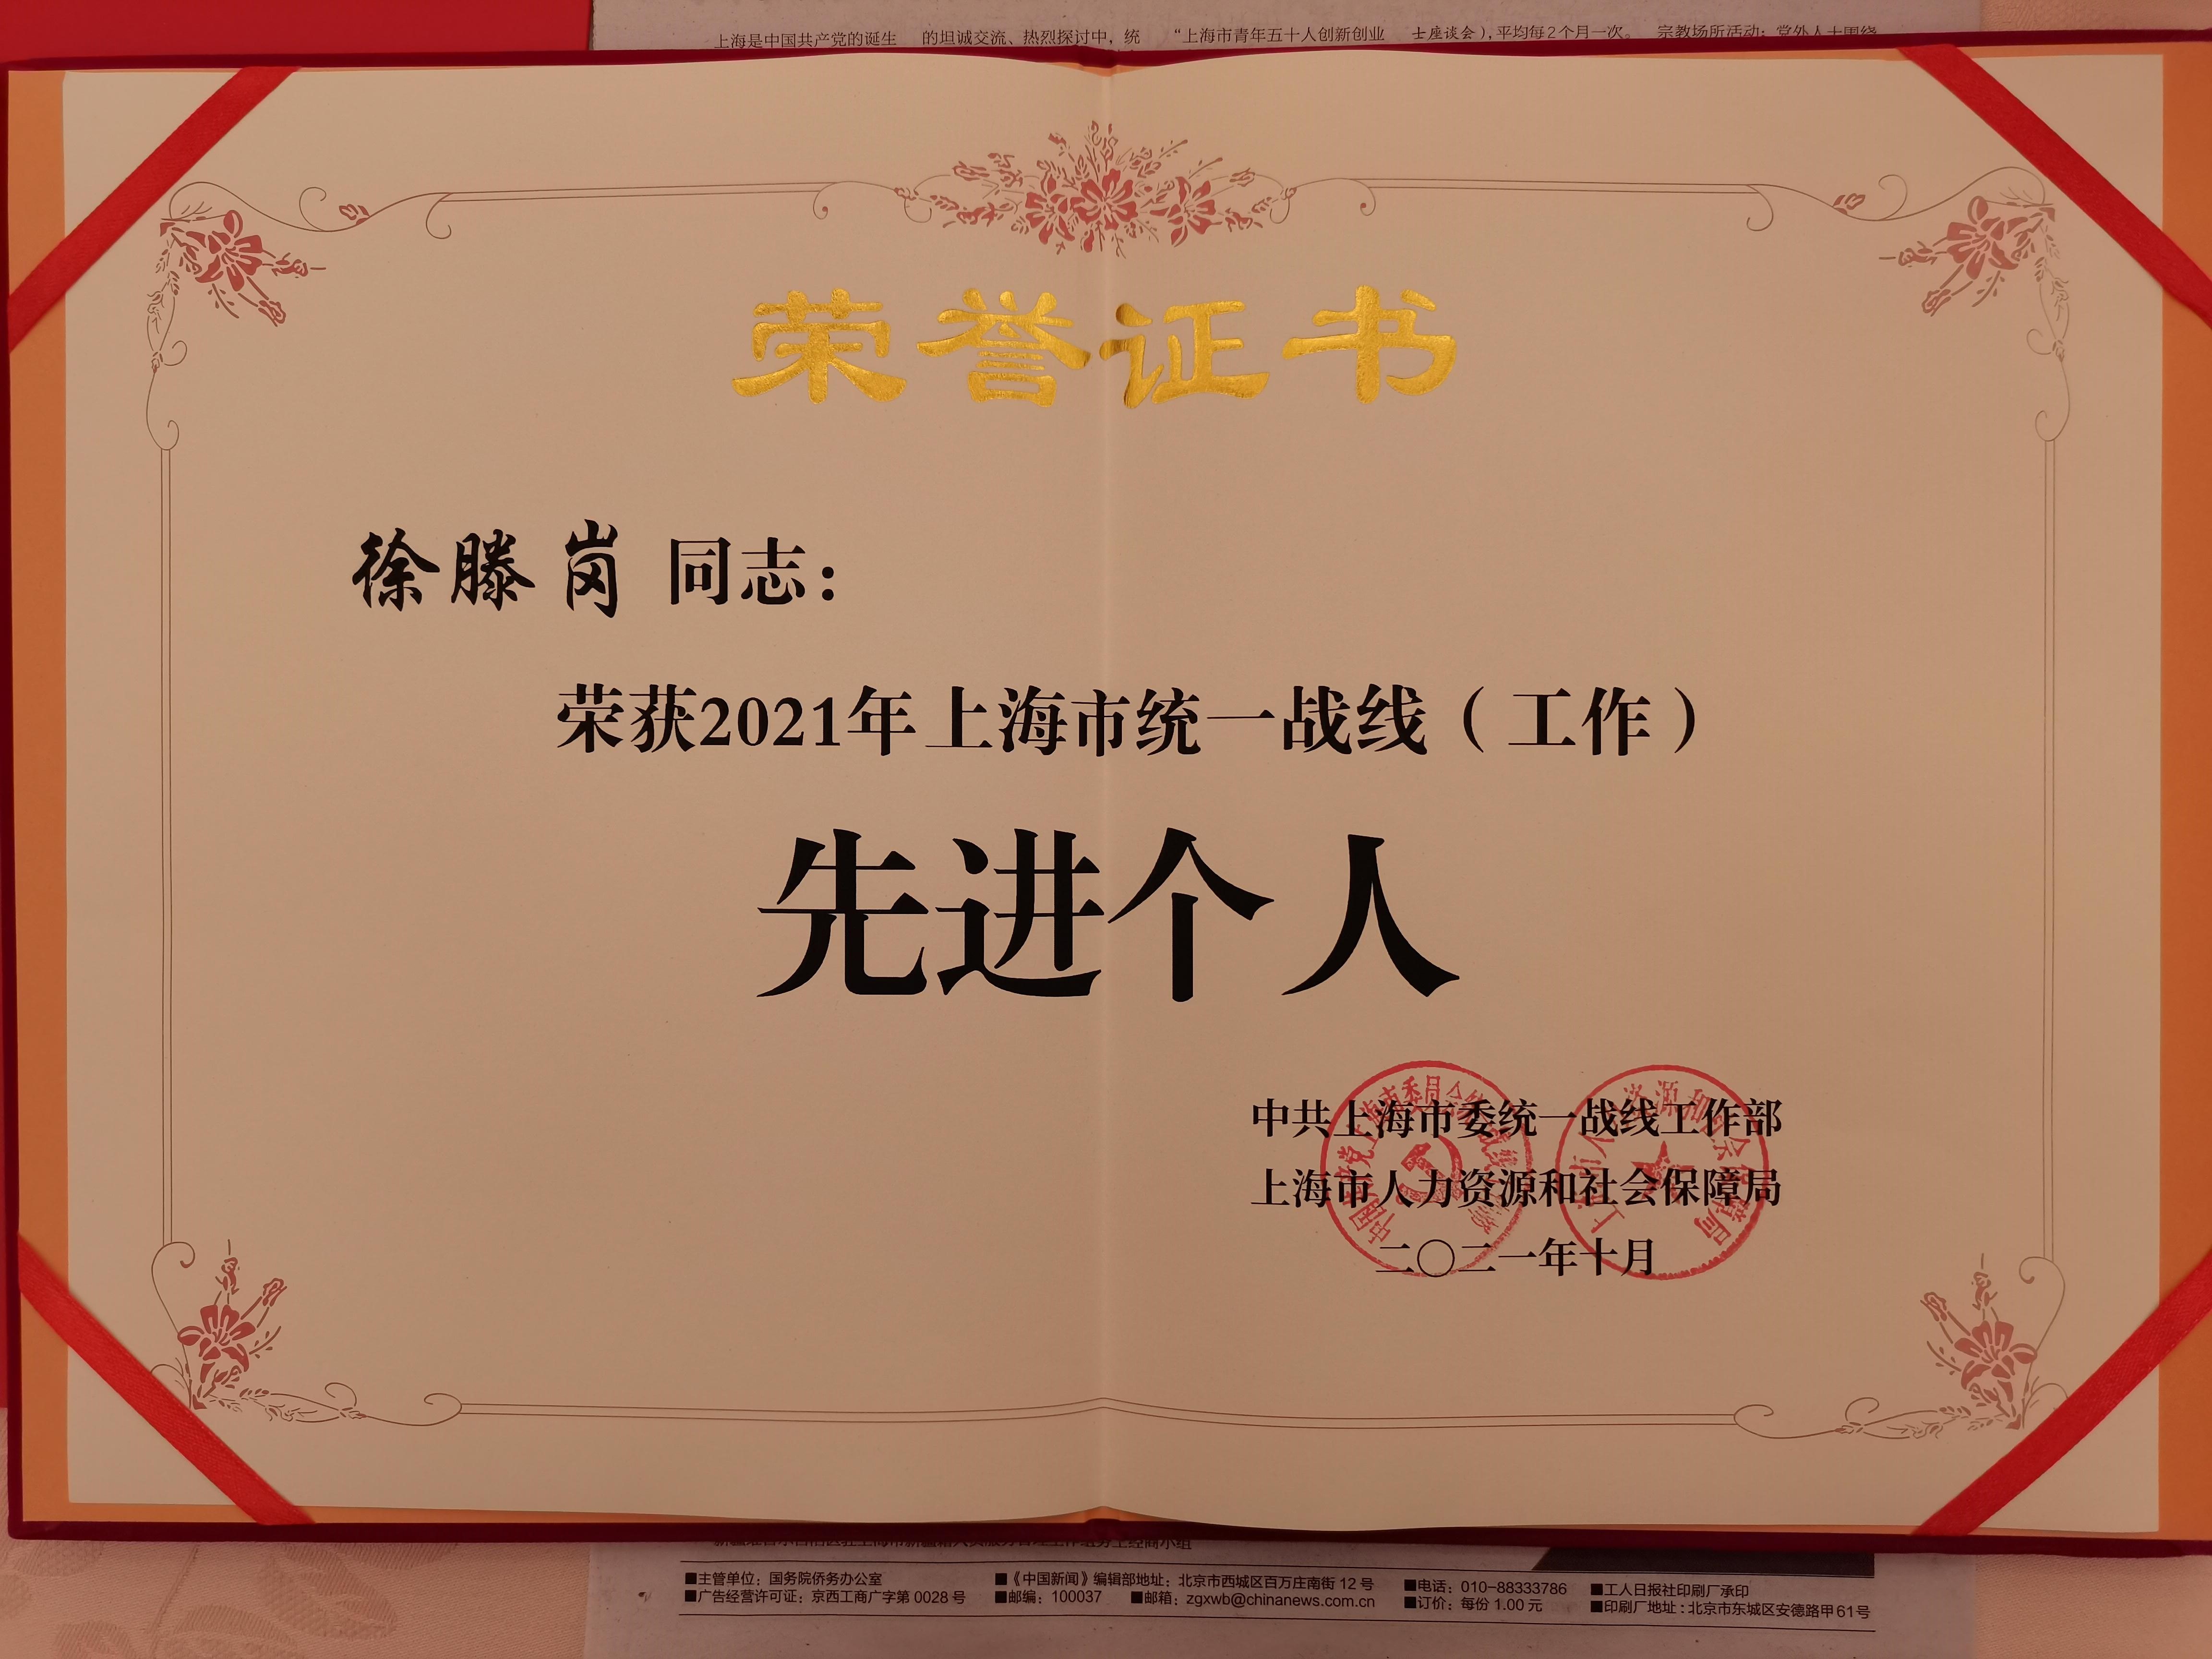 上海是中国共产党的诞生 的坦诚交流、热烈探讨中，统 “上海市青年五十人创新创业 士座谈会），平均每2个月一次。 宗教场所活动；党外人士围绕
荣誉证书
徐滕岗 同志：
荣获2021年上海市统一战线（工作）
先进个人
中共上海市委统一战线工作部
上海市人力资源和社会保障局
二〇二一年十月
■主管单位：国务院侨务办公室 ■《中国新闻》编辑部地址：北京市西城区百万庄南街 12 号 ■电话：010-88333786 ■工人日报社印刷厂承印
■广告经营许可证：京西工商广字第 0028 号 ■邮编：100037 ■邮箱：zgxwb@chinanews.com.cn ■订价：每份 1.00 元 ■印刷厂地址：北京市东城区安德路甲61号